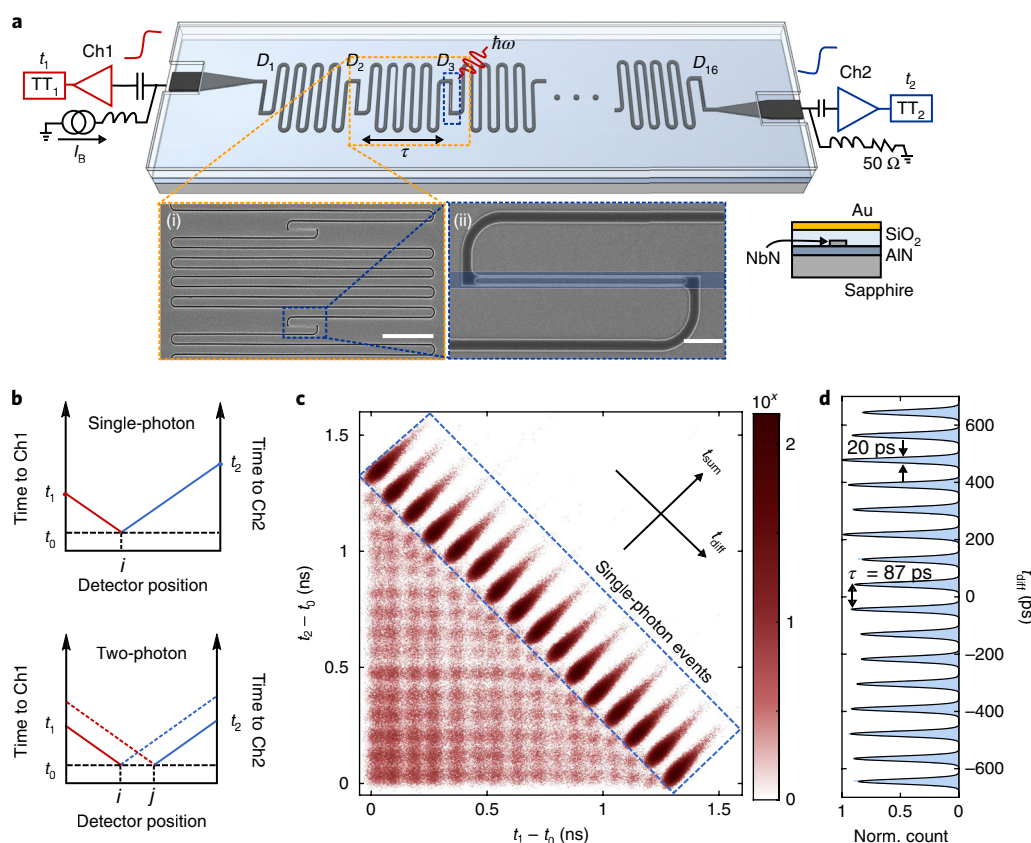 a
t1
Ch1
TT1
IB
D1
D2
D3
ħω
D16
τ
Ch2
t2
TT2
50 Ω
(i)
(ii)
Au
SiO2
NbN
AlN
Sapphire
b
Single-photon
Time to Ch1
Time to Ch2
t1
t2
t0
i
Detector position
Two-photon
Time to Ch1
Time to Ch2
t1
t2
t0
i
j
Detector position
c
t2 – t0 (ns)
1.5
1
0.5
0
0
0.5
1
1.5
t1 – t0 (ns)
tsum
tdiff
Single-photon events
10^x
2
1
0
d
20 ps
τ = 87 ps
600
400
200
0
–200
–400
–600
tdiff (ps)
1
0.5
0
Norm. count